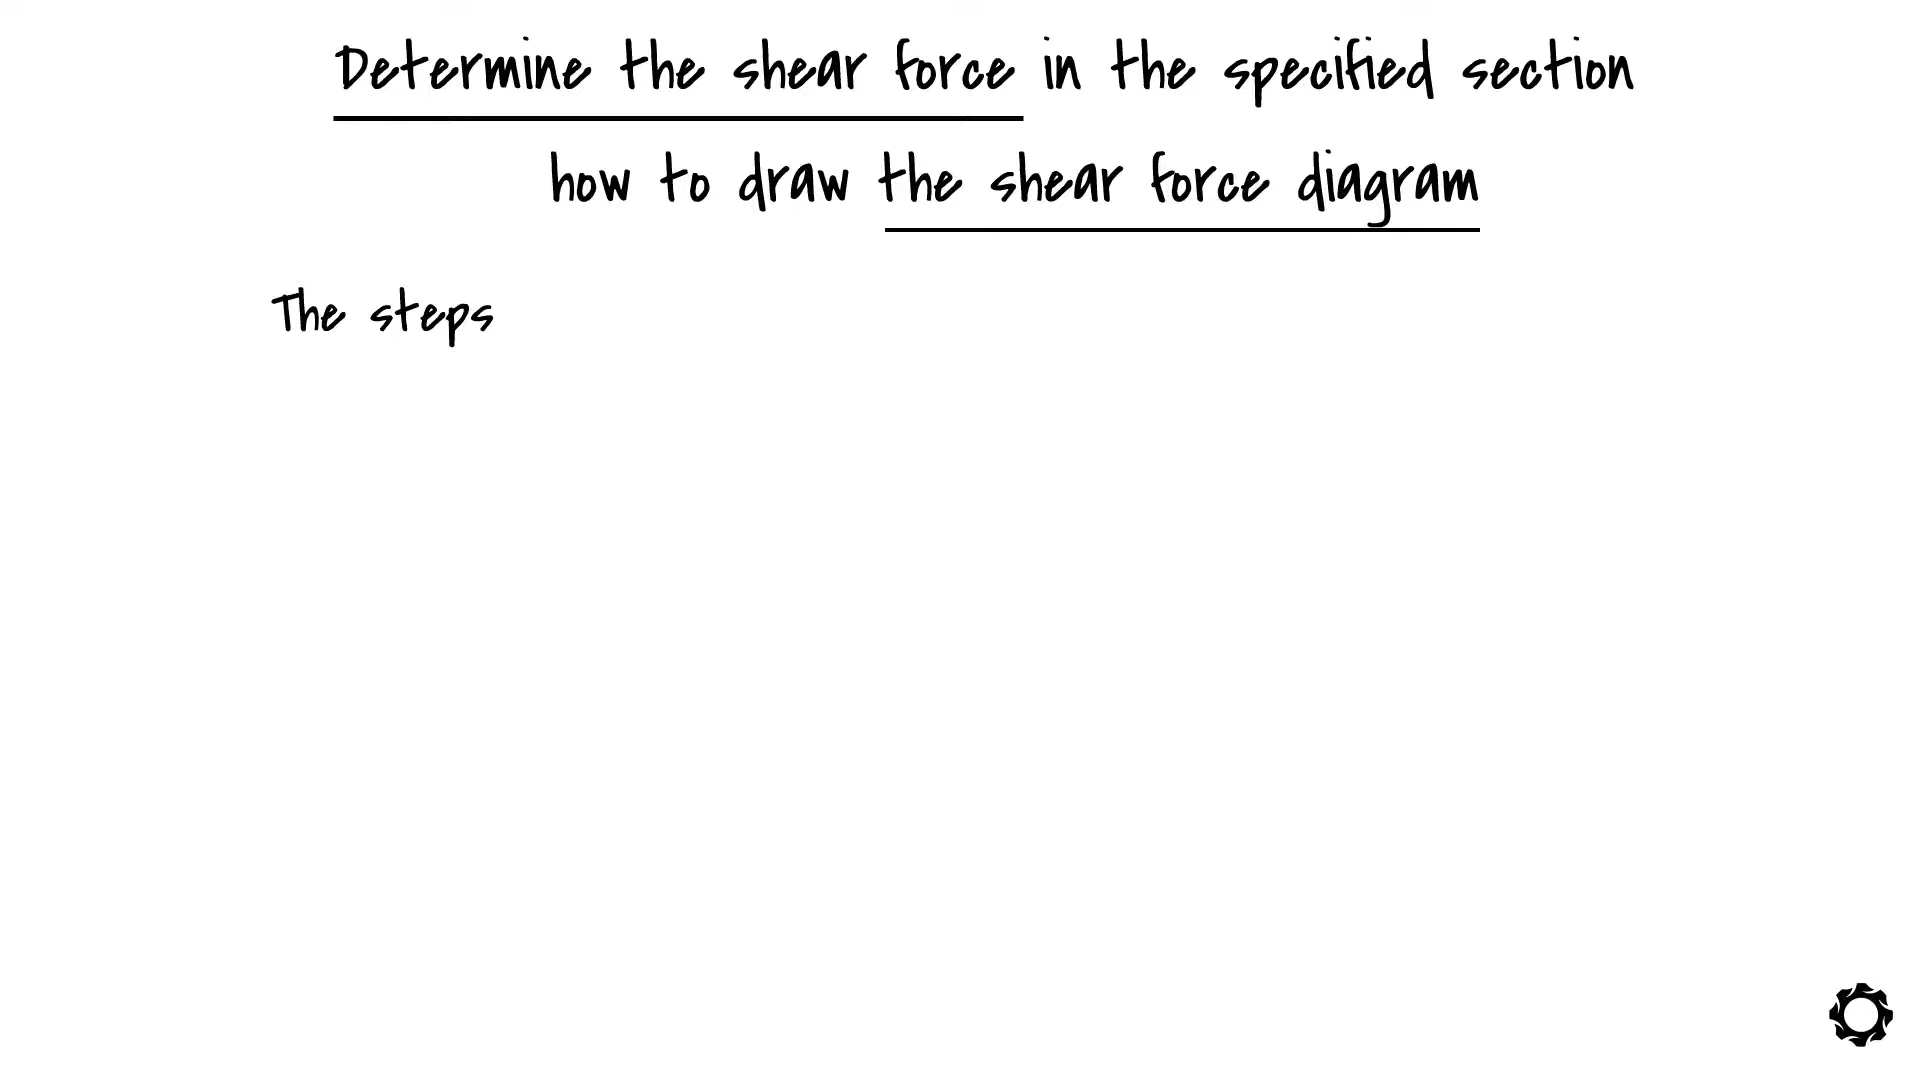 Determine the shear force in the specified section
how to draw the shear force diagram
The steps